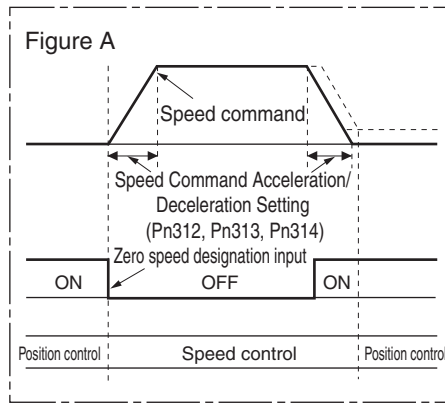 Figure A
Speed command
Speed Command Acceleration/
Deceleration Setting
(Pn312, Pn313, Pn314)
Zero speed designation input
ON OFF ON
Position control Speed control Position control